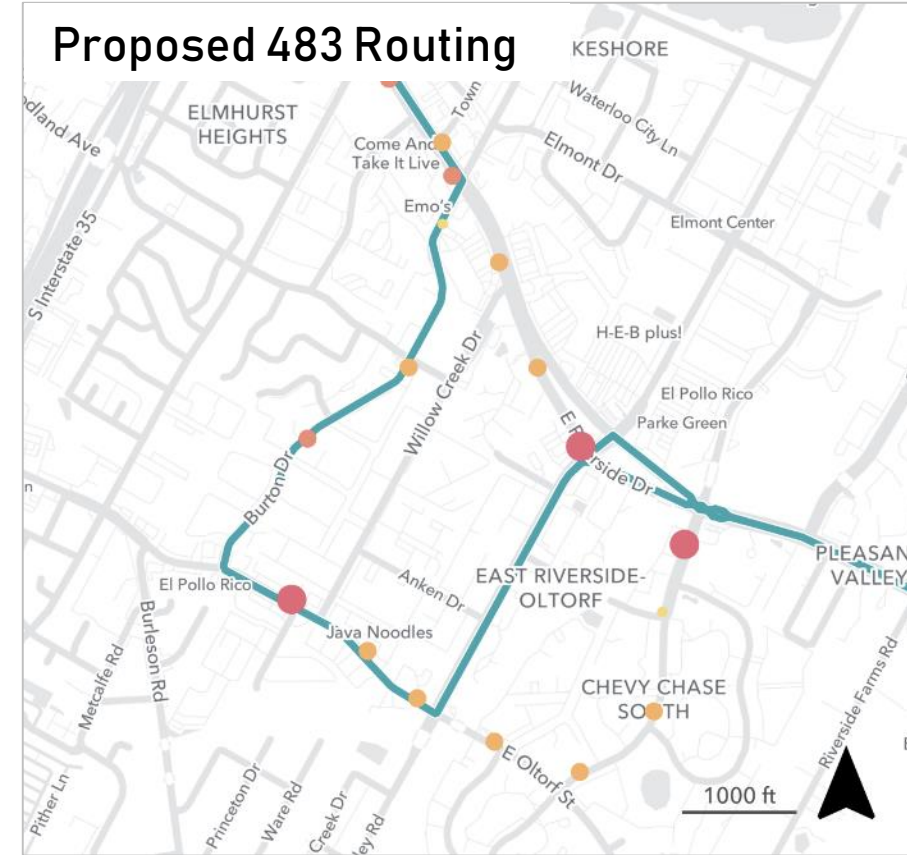 Proposed 483 Routing
KESHORE
Town
dland Ave
ELMHURST
HEIGHTS
Waterloo City Ln
Come And
Take It Live
Elmont Dr
Emo's
Elmont Center
S Interstate 35
H-E-B plus!
Willow Creek Dr
El Pollo Rico
Parke Green
E Riverside Dr
n
Burton Dr
PLEASAN
VALLEY
El Pollo Rico
Anken Dr
EAST RIVERSIDE-
OLTORF
Java Noodles
Burleson Rd
Metcalfe Rd
CHEVY CHASE
SOUTH
Riverside Farms Rd
E Oltorf St
Pither Ln
Princeton Dr
Ware Rd
Creek Dr
ley Rd
1000 ft